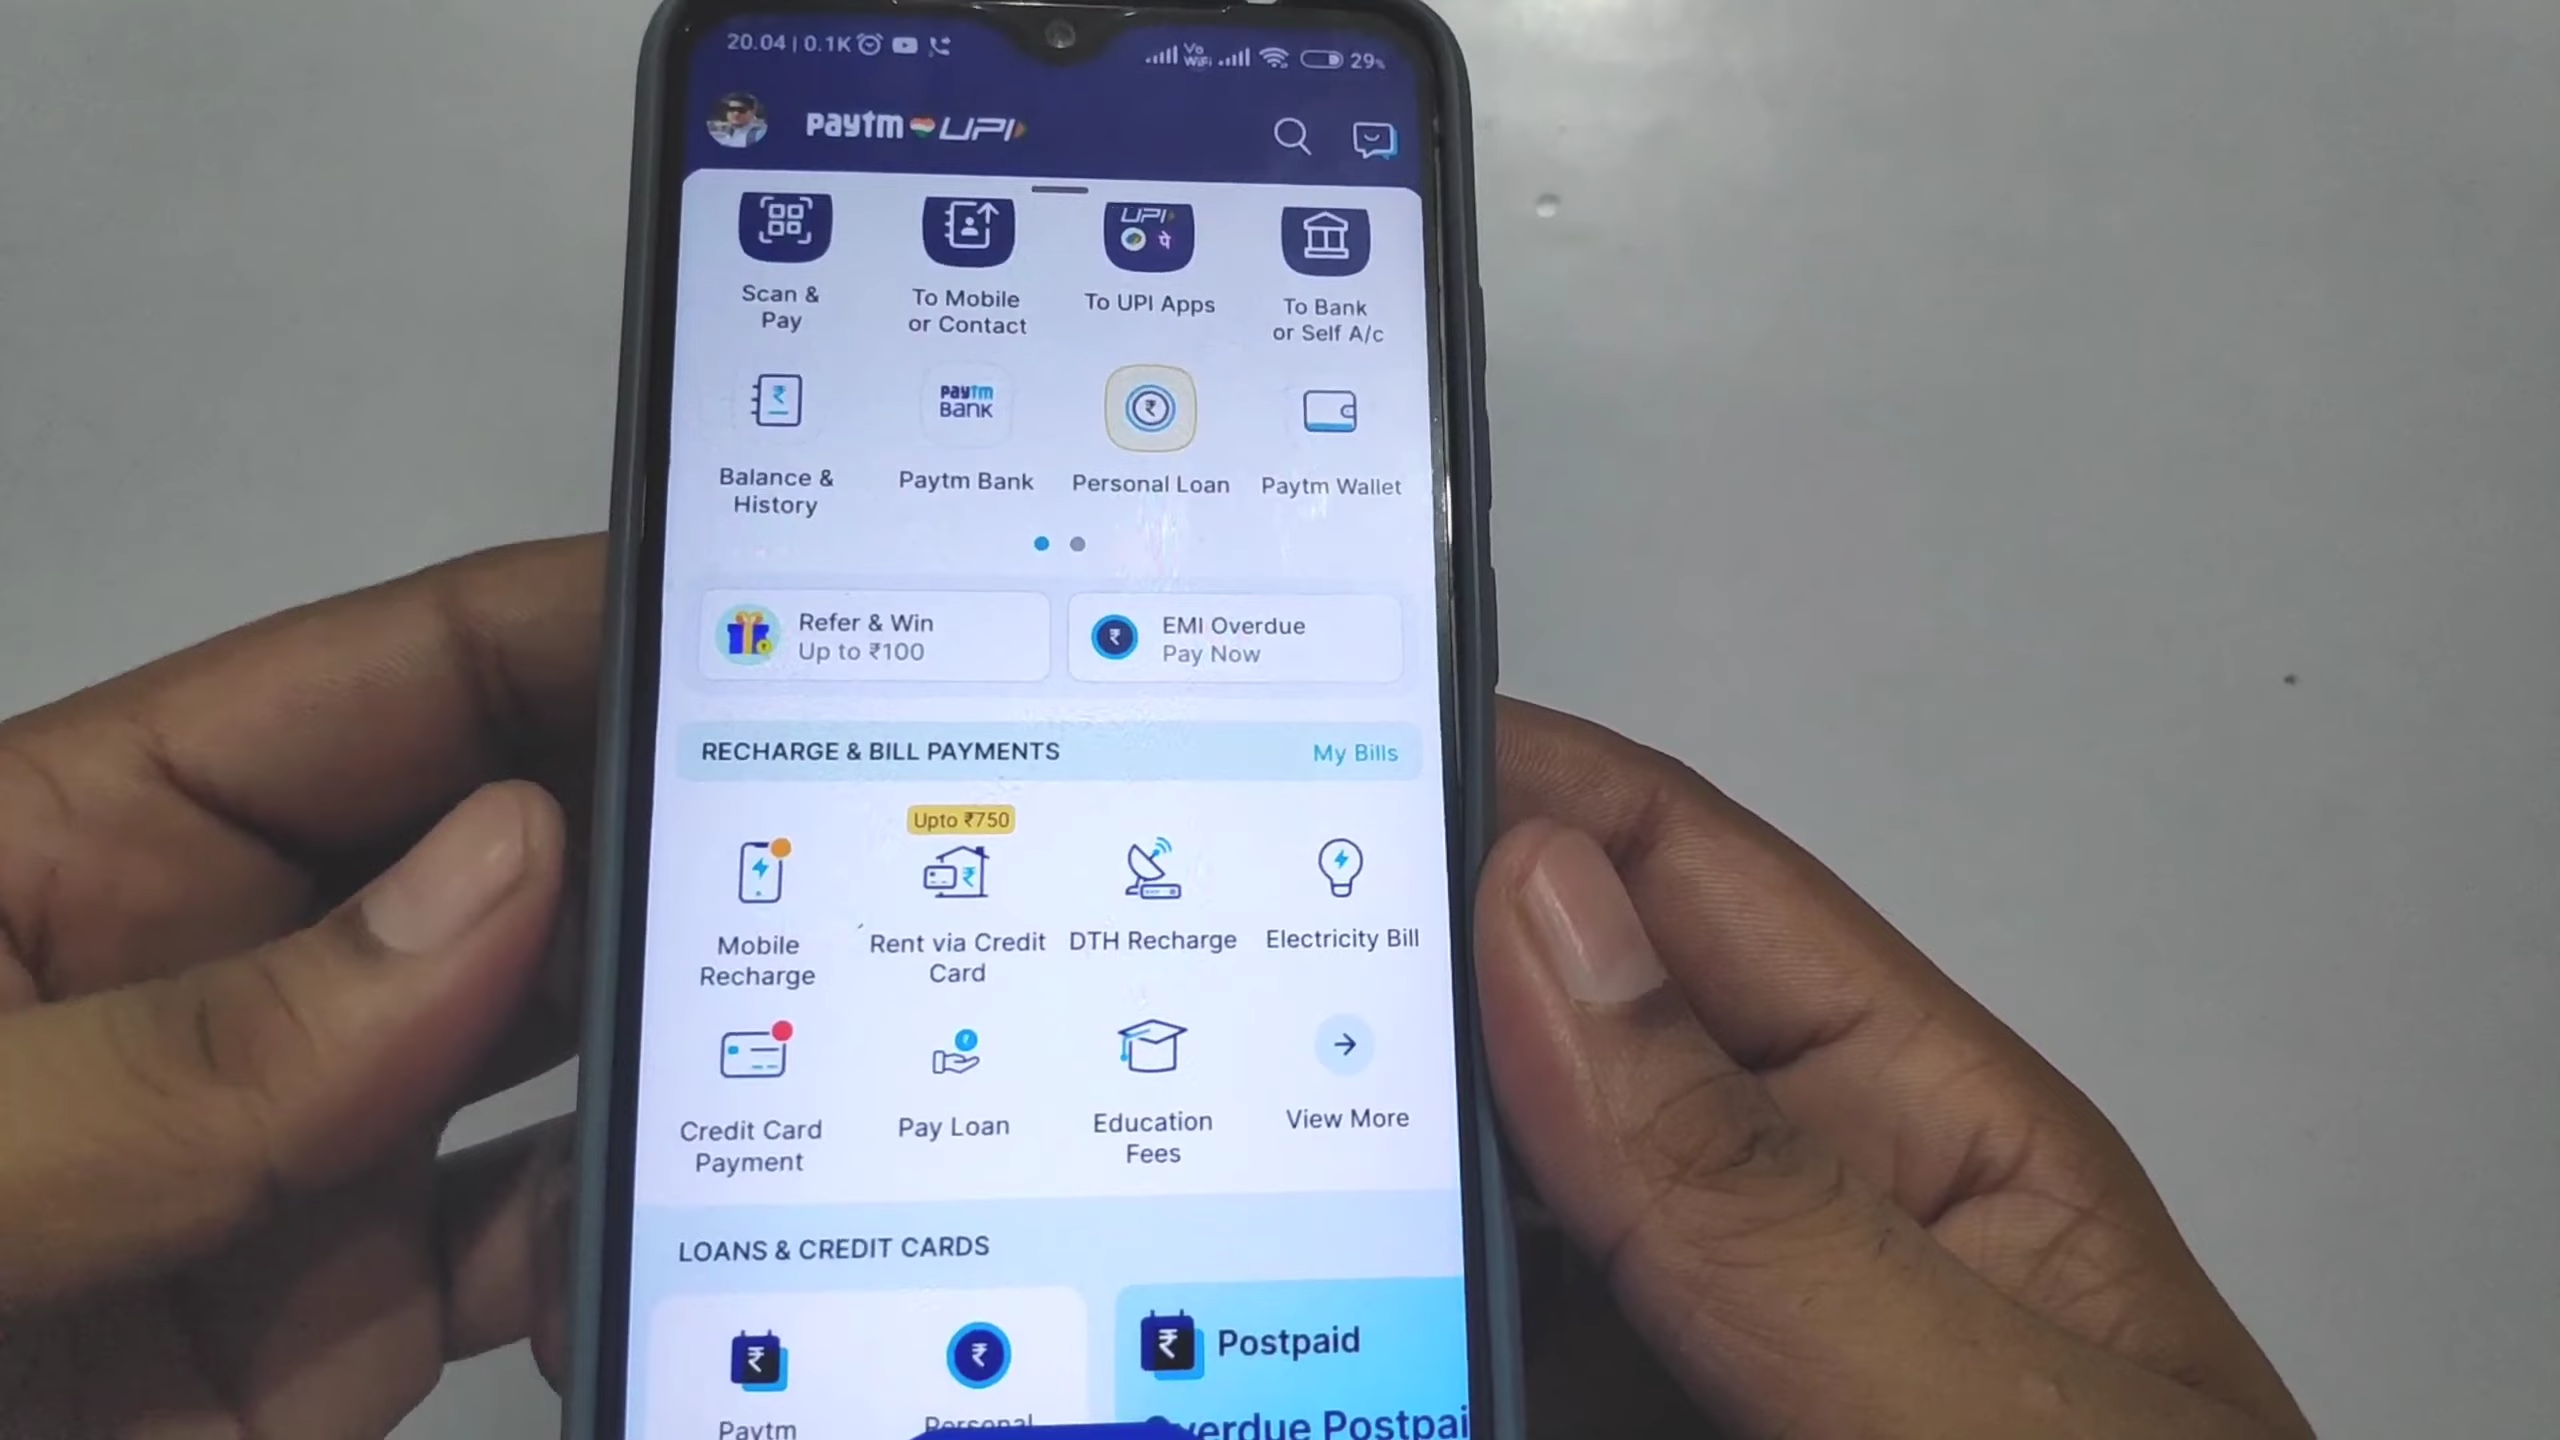 20.04 | 0.1K
Vo
WiFi
29%
paytm UPI
UPI
पे
Scan &
Pay
To Mobile
or Contact
To UPI Apps
To Bank
or Self A/c
₹
paytm
Bank
₹
Balance &
History
Paytm Bank
Personal Loan
Paytm Wallet
Refer & Win
Up to ₹100
₹
EMI Overdue
Pay Now
RECHARGE & BILL PAYMENTS
My Bills
Upto ₹750
₹
Mobile
Recharge
Rent via Credit
Card
DTH Recharge
Electricity Bill
Credit Card
Payment
Pay Loan
Education
Fees
View More
LOANS & CREDIT CARDS
₹
₹
₹ Postpaid
Paytm
Personal
verdue Postpai